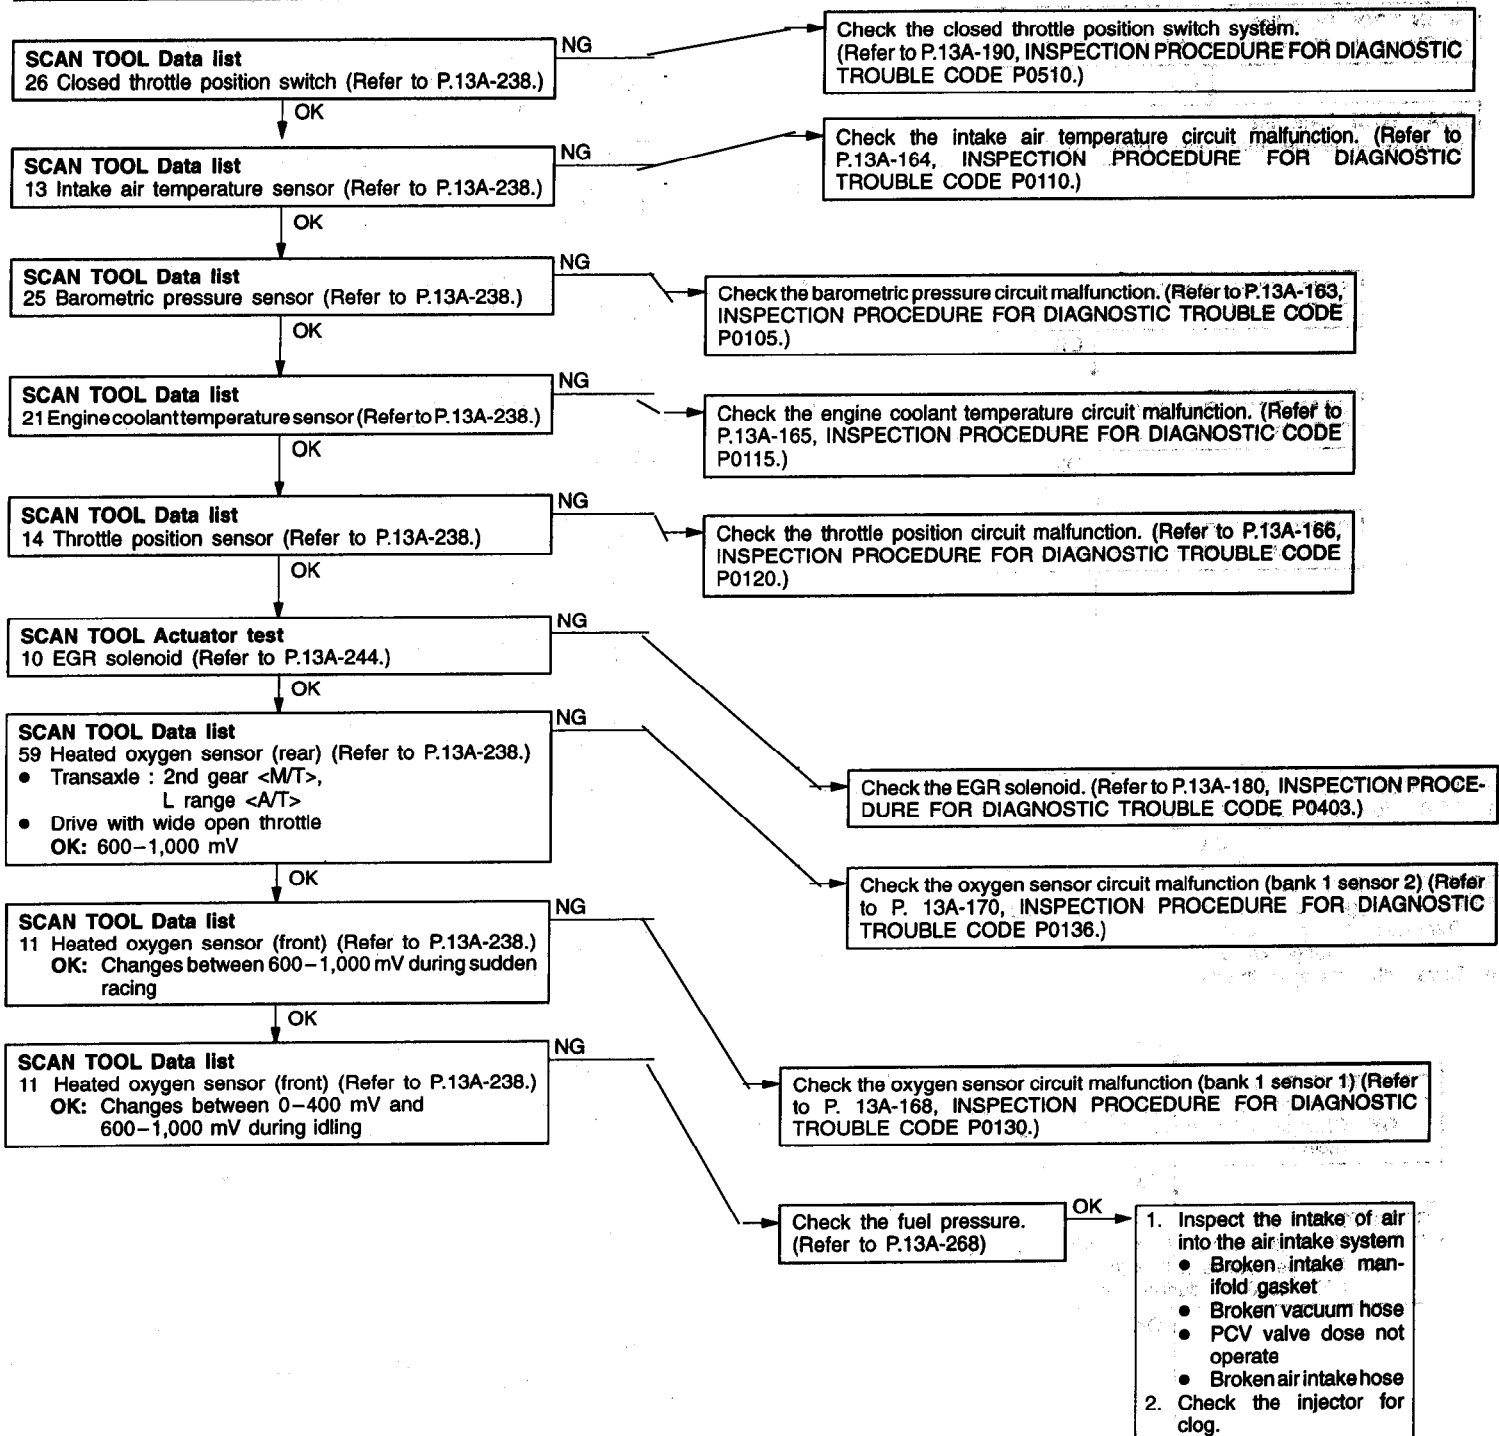 SCAN TOOL Data list
26 Closed throttle position switch (Refer to P.13A-238.)
NG
Check the closed throttle position switch system.
(Refer to P.13A-190, INSPECTION PROCEDURE FOR DIAGNOSTIC
TROUBLE CODE P0510.)
OK
SCAN TOOL Data list
13 Intake air temperature sensor (Refer to P.13A-238.)
NG
Check the intake air temperature circuit malfunction. (Refer to
P.13A-164, INSPECTION PROCEDURE FOR DIAGNOSTIC
TROUBLE CODE P0110.)
OK
SCAN TOOL Data list
25 Barometric pressure sensor (Refer to P.13A-238.)
NG
Check the barometric pressure circuit malfunction. (Refer to P.13A-163,
INSPECTION PROCEDURE FOR DIAGNOSTIC TROUBLE CODE
P0105.)
OK
SCAN TOOL Data list
21 Engine coolant temperature sensor (Refer to P.13A-238.)
NG
Check the engine coolant temperature circuit malfunction. (Refer to
P.13A-165, INSPECTION PROCEDURE FOR DIAGNOSTIC CODE
P0115.)
OK
SCAN TOOL Data list
14 Throttle position sensor (Refer to P.13A-238.)
NG
Check the throttle position circuit malfunction. (Refer to P.13A-166,
INSPECTION PROCEDURE FOR DIAGNOSTIC TROUBLE CODE
P0120.)
OK
SCAN TOOL Actuator test
10 EGR solenoid (Refer to P.13A-244.)
NG
OK
SCAN TOOL Data list
59 Heated oxygen sensor (rear) (Refer to P.13A-238.)
● Transaxle : 2nd gear <M/T>,
L range <A/T>
● Drive with wide open throttle
OK: 600–1,000 mV
NG
Check the EGR solenoid. (Refer to P.13A-180, INSPECTION PROCE-
DURE FOR DIAGNOSTIC TROUBLE CODE P0403.)
Check the oxygen sensor circuit malfunction (bank 1 sensor 2) (Refer
to P. 13A-170, INSPECTION PROCEDURE FOR DIAGNOSTIC
TROUBLE CODE P0136.)
OK
SCAN TOOL Data list
11 Heated oxygen sensor (front) (Refer to P.13A-238.)
OK: Changes between 600–1,000 mV during sudden
racing
NG
OK
SCAN TOOL Data list
11 Heated oxygen sensor (front) (Refer to P.13A-238.)
OK: Changes between 0–400 mV and
600–1,000 mV during idling
NG
Check the oxygen sensor circuit malfunction (bank 1 sensor 1) (Refer
to P. 13A-168, INSPECTION PROCEDURE FOR DIAGNOSTIC
TROUBLE CODE P0130.)
Check the fuel pressure.
(Refer to P.13A-268)
OK
1. Inspect the intake of air
into the air intake system
● Broken intake man-
ifold gasket
● Broken vacuum hose
● PCV valve dose not
operate
● Broken air intake hose
2. Check the injector for
clog.